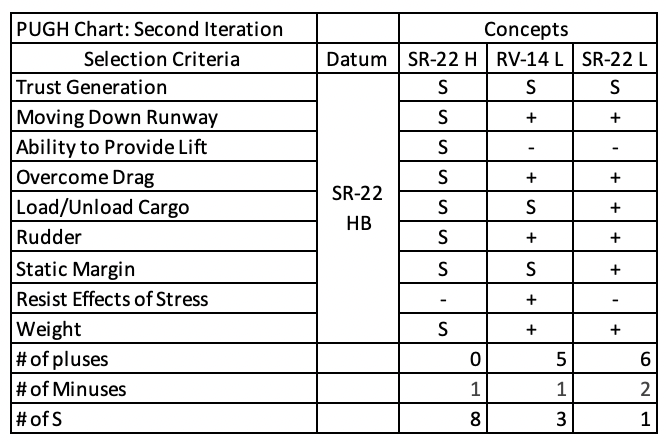 PUGH Chart: Second Iteration Concepts
Selection Criteria Datum SR-22 H RV-14 L SR-22 L
Trust Generation S S S
Moving Down Runway S + +
Ability to Provide Lift S - -
Overcome Drag S + +
Load/Unload Cargo S S +
SR-22
HB
Rudder S + +
Static Margin S S +
Resist Effects of Stress - + -
Weight S + +
# of pluses 0 5 6
# of Minuses 1 1 2
# of S 8 3 1